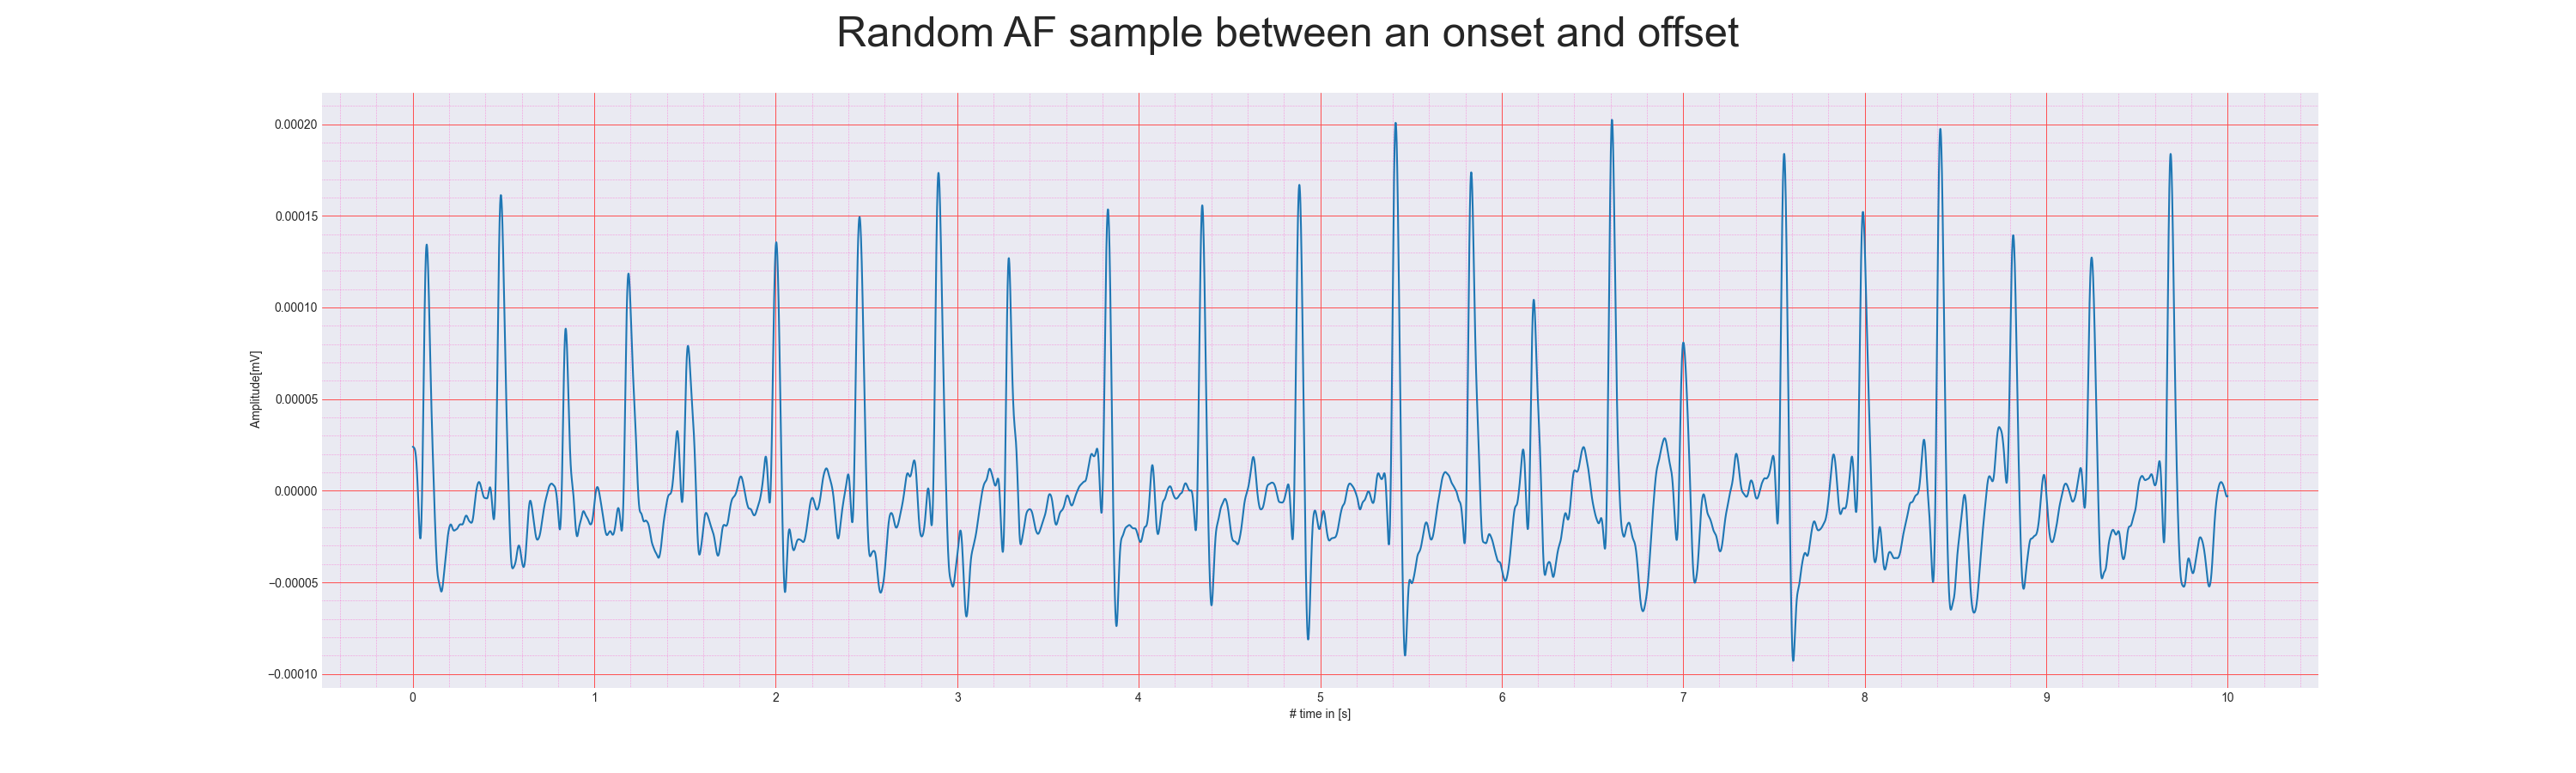 Random AF sample between an onset and offset
0.00020
0.00015
0.00010
0.00005
0.00000
−0.00005
−0.00010
Amplitude[mV]
0 1 2 3 4 5 6 7 8 9 10
# time in [s]